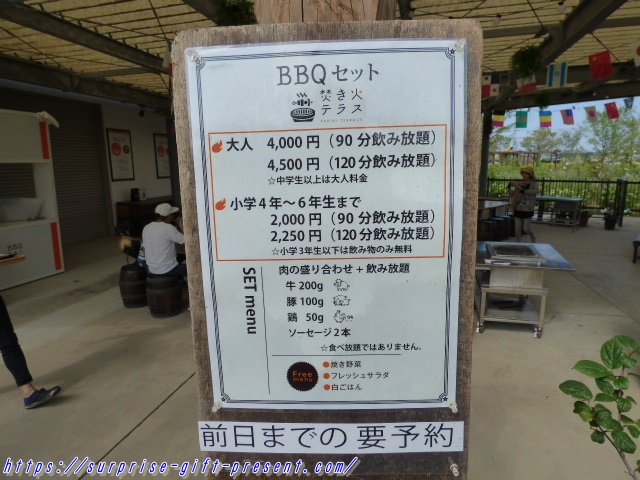 BBQ セット
焚き火
テラス
TAKIBI TERRACE
大人 4,000円（90分飲み放題）
4,500円（120分飲み放題）
☆中学生以上は大人料金
小学4年～6年生まで
2,000円（90分飲み放題）
2,250円（120分飲み放題）
☆小学3年生以下は飲み物のみ無料
SET menu
肉の盛り合わせ + 飲み放題
牛 200g
豚 100g
鶏 50g
ソーセージ2本
☆食べ放題ではありません。
Free
menu
●焼き野菜
●フレッシュサラダ
●白ごはん
前日までの 要予約
BBQ
https://surprise-gift-present.com/